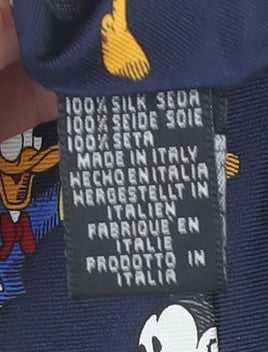 100% SILK SEDA
100% SEIDE SOIE
100% SETA
MADE IN ITALY
HECHO EN ITALIA
HERGESTELLT IN
ITALIEN
FABRIQUE EN
ITALIE
PRODOTTO IN
ITALIA